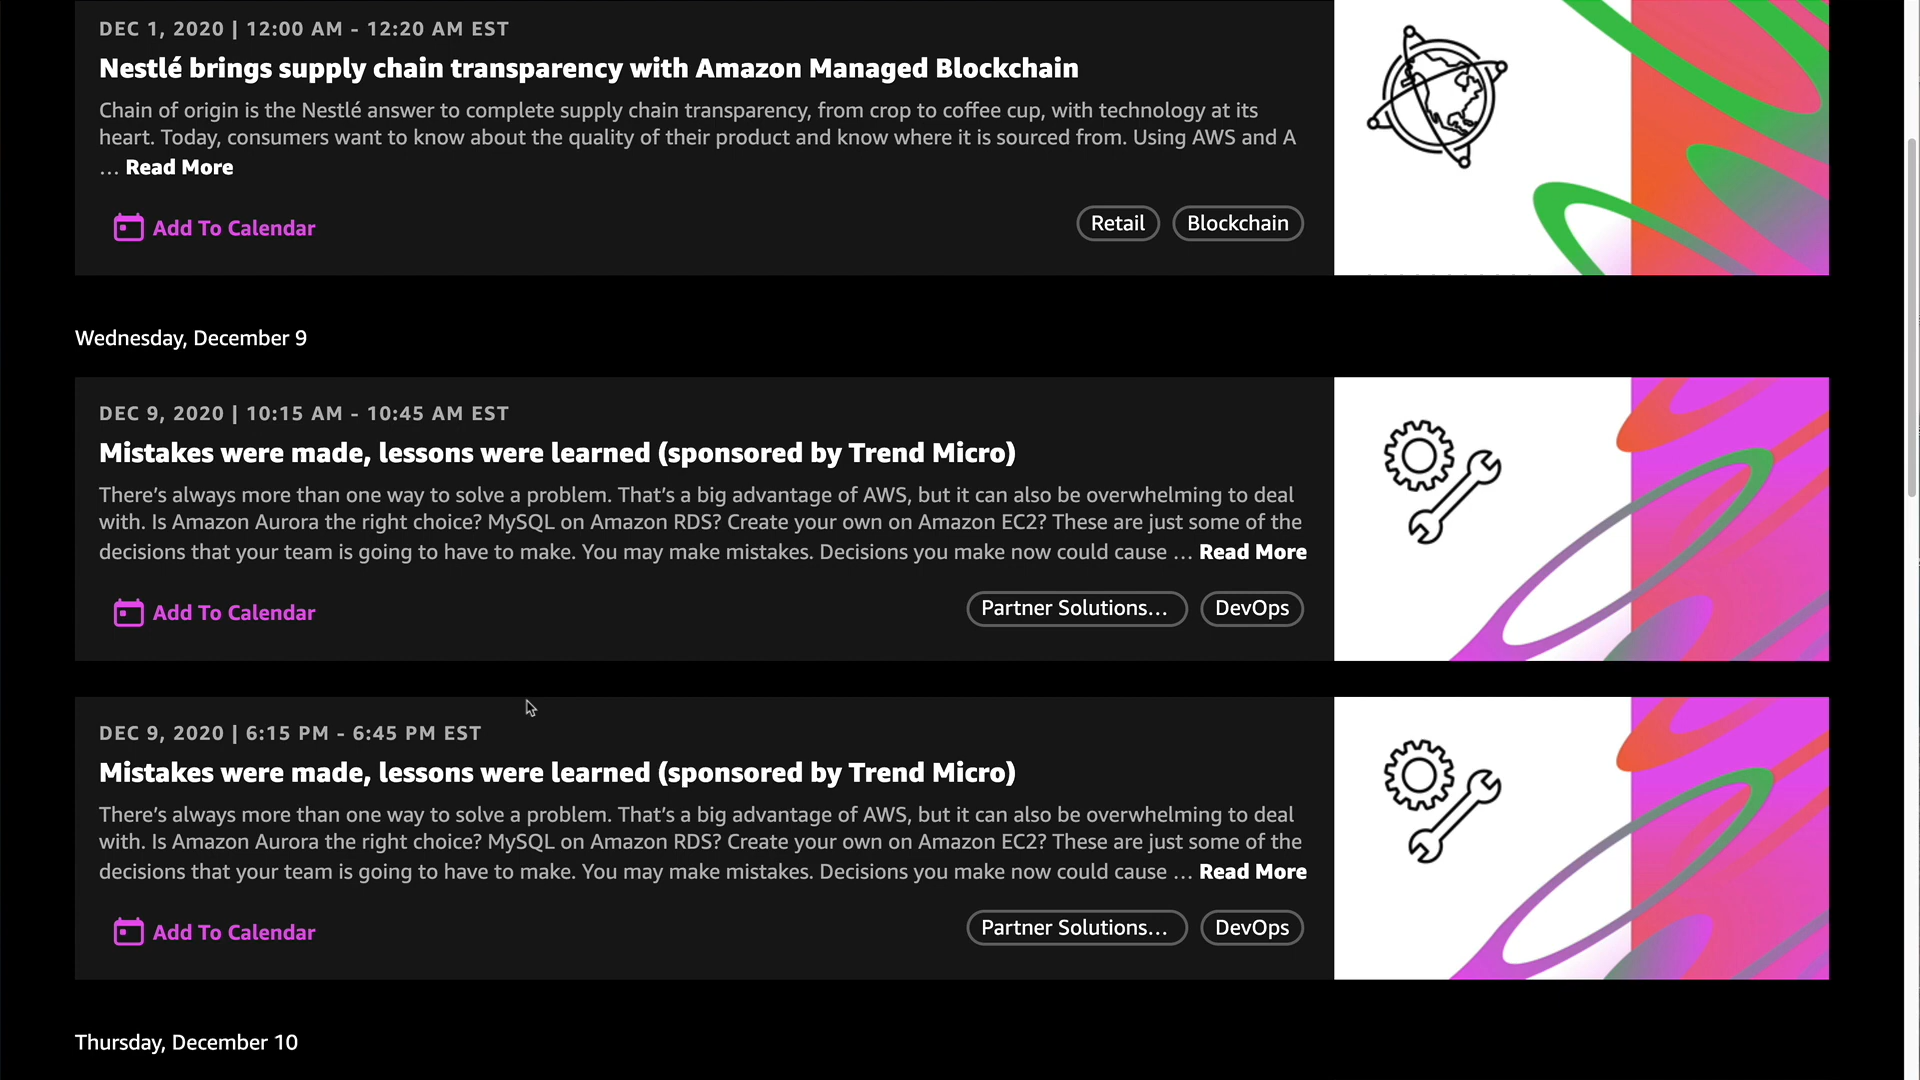 DEC 1, 2020 | 12:00 AM - 12:20 AM EST
Nestlé brings supply chain transparency with Amazon Managed Blockchain
Chain of origin is the Nestlé answer to complete supply chain transparency, from crop to coffee cup, with technology at its
heart. Today, consumers want to know about the quality of their product and know where it is sourced from. Using AWS and A
... Read More
Add To Calendar
Retail
Blockchain
Wednesday, December 9
DEC 9, 2020 | 10:15 AM - 10:45 AM EST
Mistakes were made, lessons were learned (sponsored by Trend Micro)
There’s always more than one way to solve a problem. That’s a big advantage of AWS, but it can also be overwhelming to deal
with. Is Amazon Aurora the right choice? MySQL on Amazon RDS? Create your own on Amazon EC2? These are just some of the
decisions that your team is going to have to make. You may make mistakes. Decisions you make now could cause ... Read More
Add To Calendar
Partner Solutions...
DevOps
DEC 9, 2020 | 6:15 PM - 6:45 PM EST
Mistakes were made, lessons were learned (sponsored by Trend Micro)
There’s always more than one way to solve a problem. That’s a big advantage of AWS, but it can also be overwhelming to deal
with. Is Amazon Aurora the right choice? MySQL on Amazon RDS? Create your own on Amazon EC2? These are just some of the
decisions that your team is going to have to make. You may make mistakes. Decisions you make now could cause ... Read More
Add To Calendar
Partner Solutions...
DevOps
Thursday, December 10